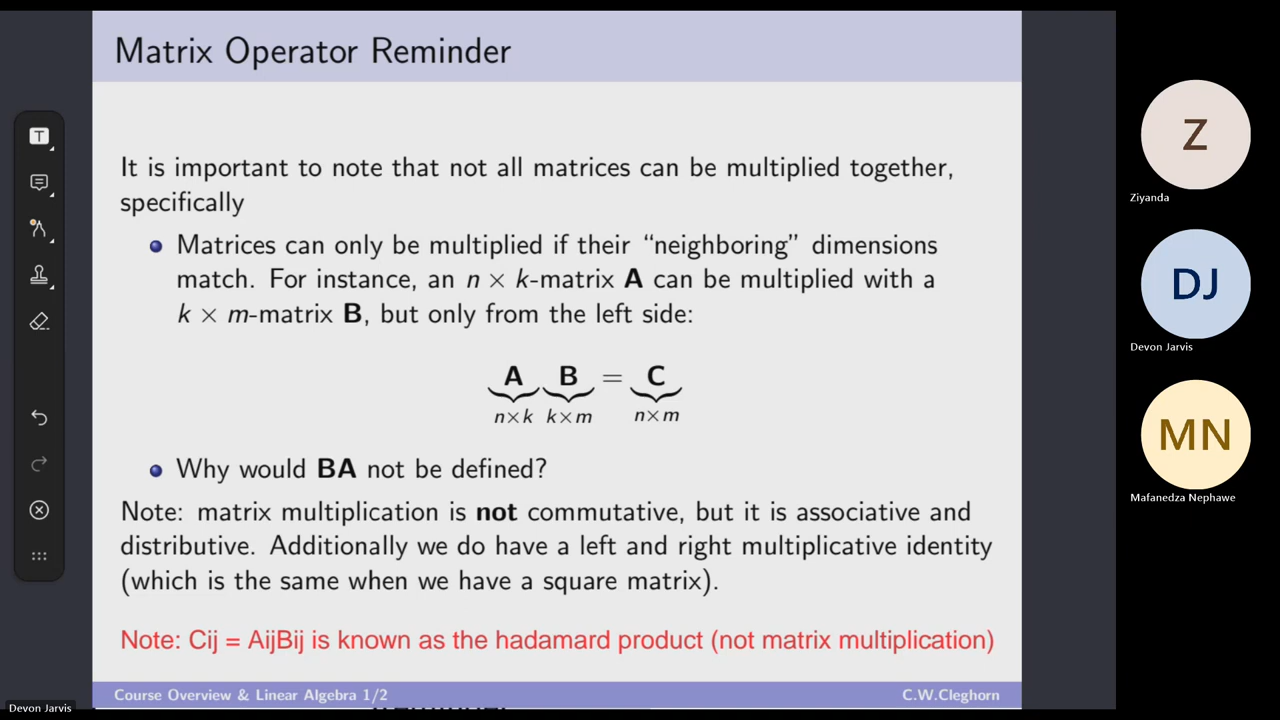 Matrix Operator Reminder
It is important to note that not all matrices can be multiplied together,
specifically
Matrices can only be multiplied if their “neighboring” dimensions
match. For instance, an n × k-matrix A can be multiplied with a
k × m-matrix B, but only from the left side:
A B = C
n×k k×m n×m
Why would BA not be defined?
Note: matrix multiplication is not commutative, but it is associative and
distributive. Additionally we do have a left and right multiplicative identity
(which is the same when we have a square matrix).
Note: Cij = AijBij is known as the hadamard product (not matrix multiplication)
Course Overview & Linear Algebra 1/2
C.W.Cleghorn
Devon Jarvis
T
Z
Ziyanda
DJ
Devon Jarvis
MN
Mafanedza Nephawe